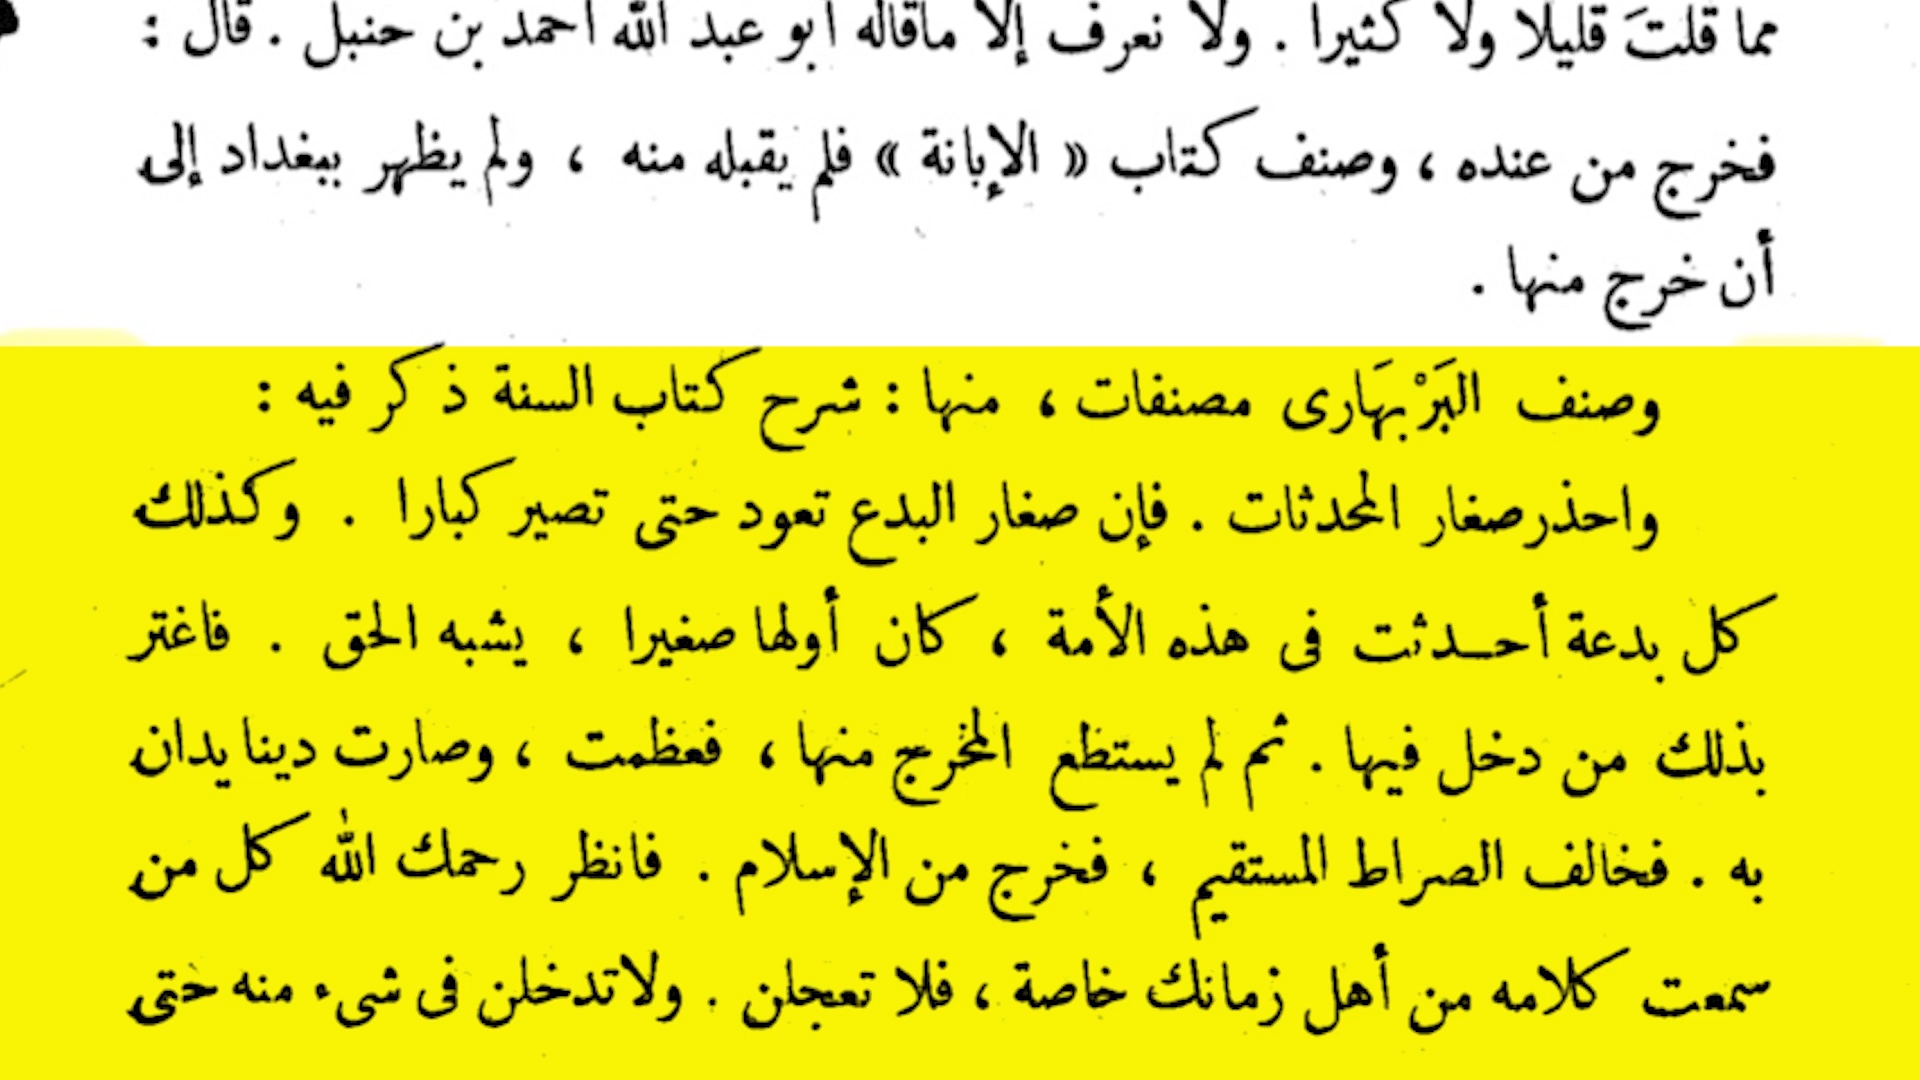 مما قلتَ قليلا ولا كثيرا . ولا نعرف إلا ماقاله أبو عبد الله أحمد بن حنبل . قال :
فخرج من عنده ، وصنف كتاب « الإبانة » فلم يقبله منه ، ولم يظهر ببغداد إلى
أن خرج منها .
وصنف البَرْبهَارى مصنفات ، منها : شرح كتاب السنة ذكر فيه :
واحذر صغار المحدثات . فإن صغار البدع تعود حتى تصير كبارا . وكذلك
كل بدعة أحـدثت فى هذه الأمة ، كان أولها صغيرا ، يشبه الحق . فاغتر
بذلك من دخل فيها . ثم لم يستطع المخرج منها ، فعظمت ، وصارت دينا يدان
به . فخالف الصراط المستقيم ، فخرج من الإسلام . فانظر رحمك الله كل من
سمعت كلامه من أهل زمانك خاصة ، فلا تعجلن . ولا تدخلن فى شىء منه حتى